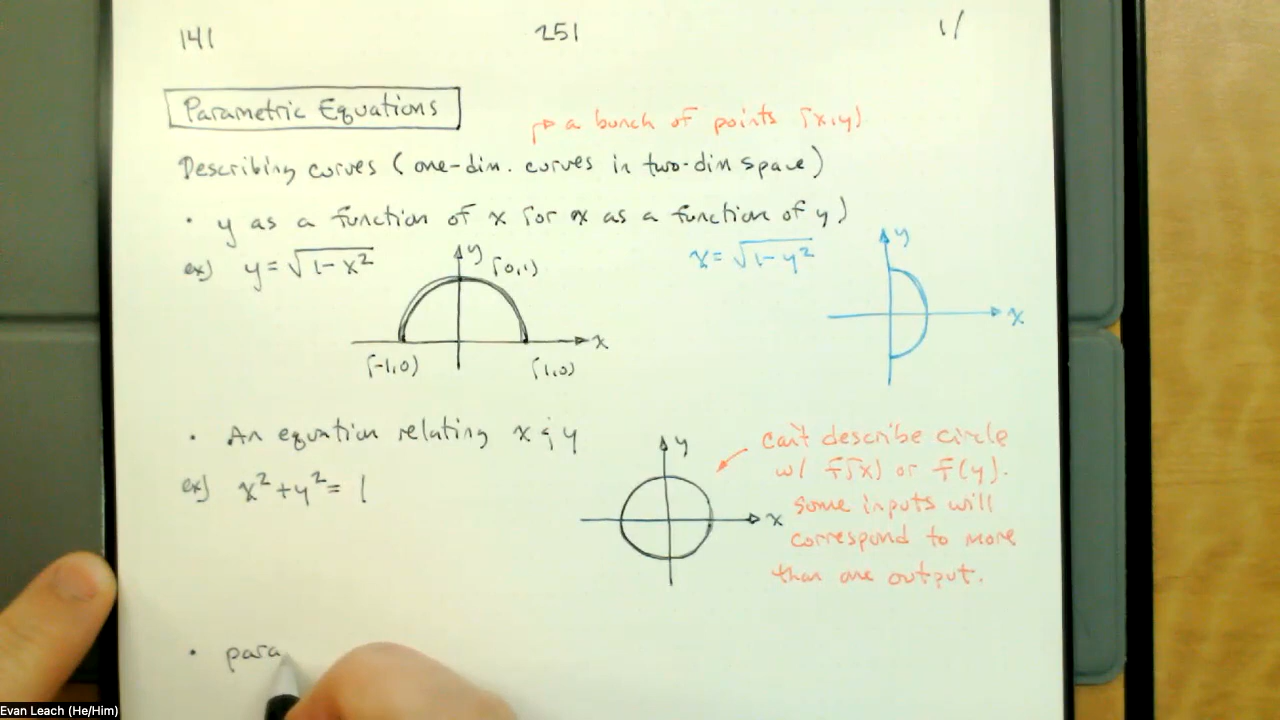 141 251 1/
Parametric Equations
a bunch of points (x,y)
Describing curves (one-dim. curves in two-dim space)
• y as a function of x (or x as a function of y)
ex) y = √1-x² y (0,1) x = √1-y² y
x x
(-1,0) (1,0)
• An equation relating x & y
y can't describe circle
w/ f(x) or f(y).
ex) x² + y² = 1
some inputs will
x
correspond to more
than one output.
• para
Evan Leach (He/Him)